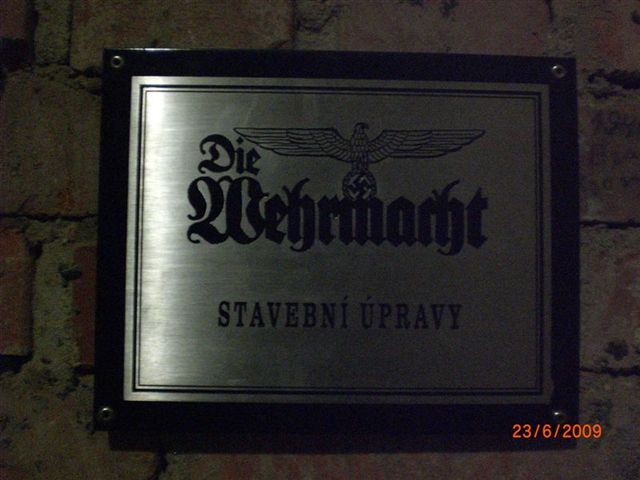 Die
Wehrmacht
STAVEBNÍ ÚPRAVY
23/6/2009